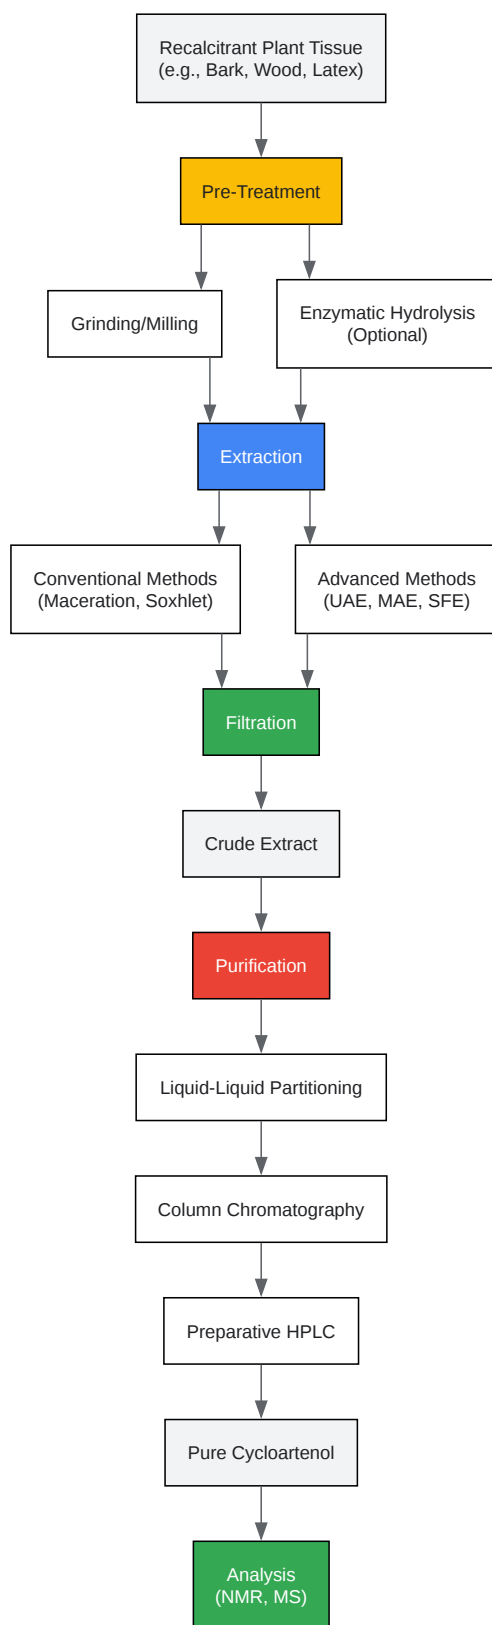 Recalcitrant Plant Tissue
(e.g., Bark, Wood, Latex)
Pre-Treatment
Grinding/Milling
Enzymatic Hydrolysis
(Optional)
Extraction
Conventional Methods
(Maceration, Soxhlet)
Advanced Methods
(UAE, MAE, SFE)
Filtration
Crude Extract
Purification
Liquid-Liquid Partitioning
Column Chromatography
Preparative HPLC
Pure Cycloartenol
Analysis
(NMR, MS)